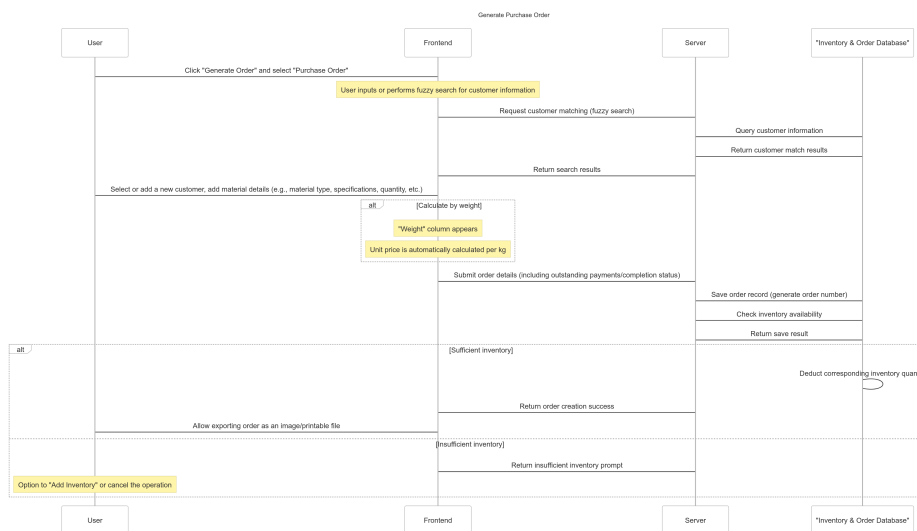 Generate Purchase Order
User
Frontend
Server
"Inventory & Order Database"
Click "Generate Order" and select "Purchase Order"
User inputs or performs fuzzy search for customer information
Request customer matching (fuzzy search)
Query customer information
Return customer match results
Return search results
Select or add a new customer, add material details (e.g., material type, specifications, quantity, etc.)
alt
[Calculate by weight]
"Weight" column appears
Unit price is automatically calculated per kg
Submit order details (including outstanding payments/completion status)
Save order record (generate order number)
Check inventory availability
Return save result
alt
[Sufficient inventory]
Deduct corresponding inventory quan
Return order creation success
Allow exporting order as an image/printable file
[Insufficient inventory]
Return insufficient inventory prompt
Option to "Add Inventory" or cancel the operation
User
Frontend
Server
"Inventory & Order Database"